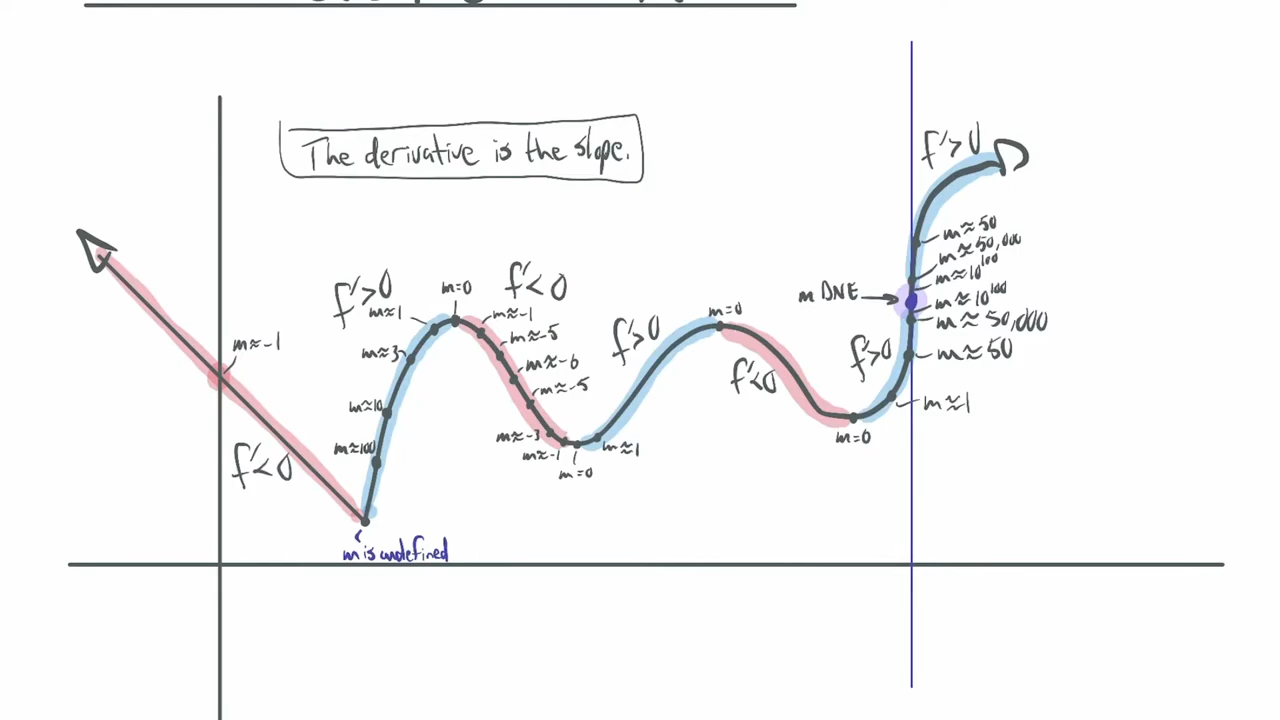 The derivative is the slope.
f'>0
f'>0
m=0
f'<0
m≈1
m≈-1
m≈-5
m≈-6
m≈-5
m≈3
m≈10
m≈100
m≈-3
m≈-1
m=0
m≈1
m≈-1
f'<0
m is undefined
f'>0
m=0
f'<0
m=0
f'>0
m≈1
m DNE
m≈50
m≈50,000
m≈10^100
m≈10^100
m≈50,000
m≈50